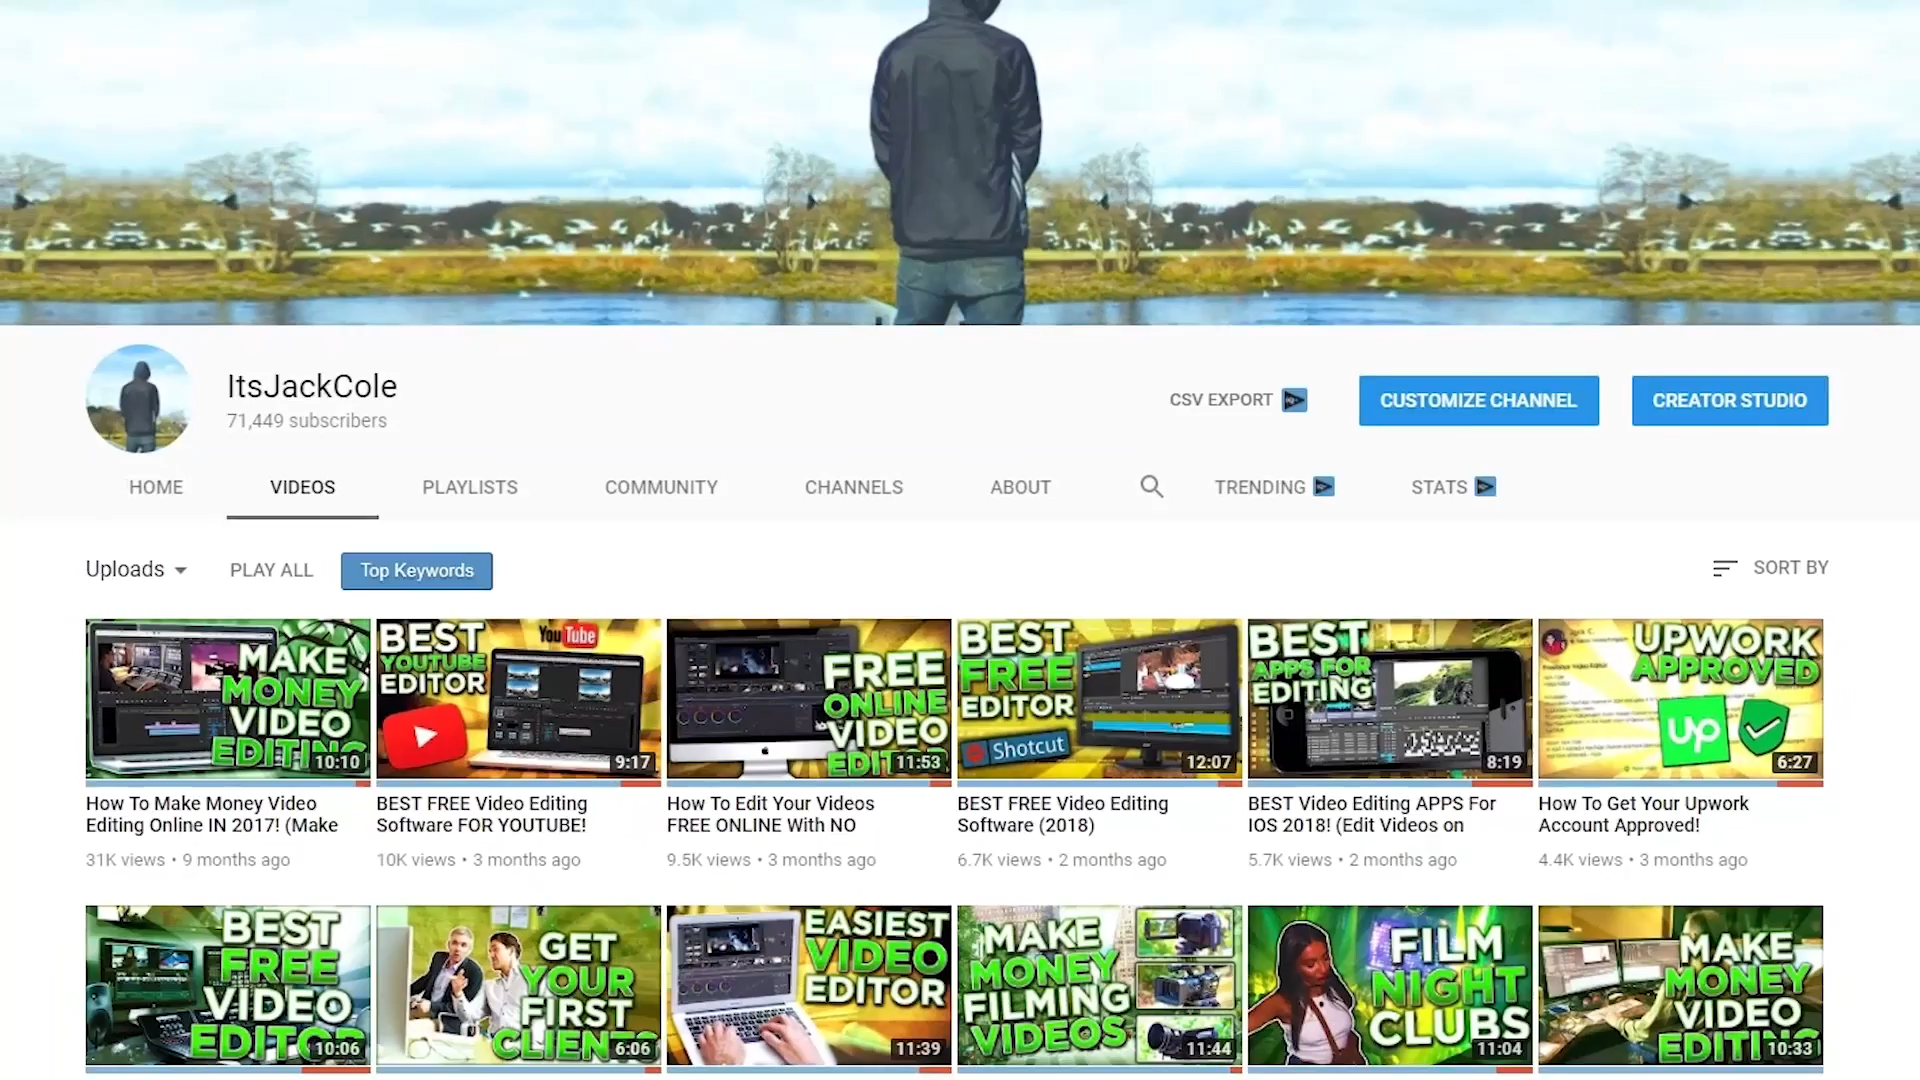 ItsJackCole
71,449 subscribers
CSV EXPORT
CUSTOMIZE CHANNEL
CREATOR STUDIO
HOME
VIDEOS
PLAYLISTS
COMMUNITY
CHANNELS
ABOUT
TRENDING
STATS
Uploads
PLAY ALL
Top Keywords
SORT BY
MAKE
MONEY
VIDEO
EDITING
10:10
BEST
YOUTUBE
EDITOR
YouTube
9:17
FREE
ONLINE
VIDEO
11:53
BEST
FREE
EDITOR
Shotcut
12:07
BEST
APPS FOR
EDITING
8:19
UPWORK
APPROVED
up
6:27
How To Make Money Video
Editing Online IN 2017! (Make
31K views • 9 months ago
BEST FREE Video Editing
Software FOR YOUTUBE!
10K views • 3 months ago
How To Edit Your Videos
FREE ONLINE With NO
9.5K views • 3 months ago
BEST FREE Video Editing
Software (2018)
6.7K views • 2 months ago
BEST Video Editing APPS For
IOS 2018! (Edit Videos on
5.7K views • 2 months ago
How To Get Your Upwork
Account Approved!
4.4K views • 3 months ago
BEST
FREE
VIDEO
EDITOR
10:06
GET
YOUR
FIRST
CLIENTS
6:06
EASIEST
VIDEO
EDITOR
11:39
MAKE
MONEY
FILMING
VIDEOS
11:44
FILM
NIGHT
CLUBS
11:04
MAKE
MONEY
VIDEO
EDITING
10:33